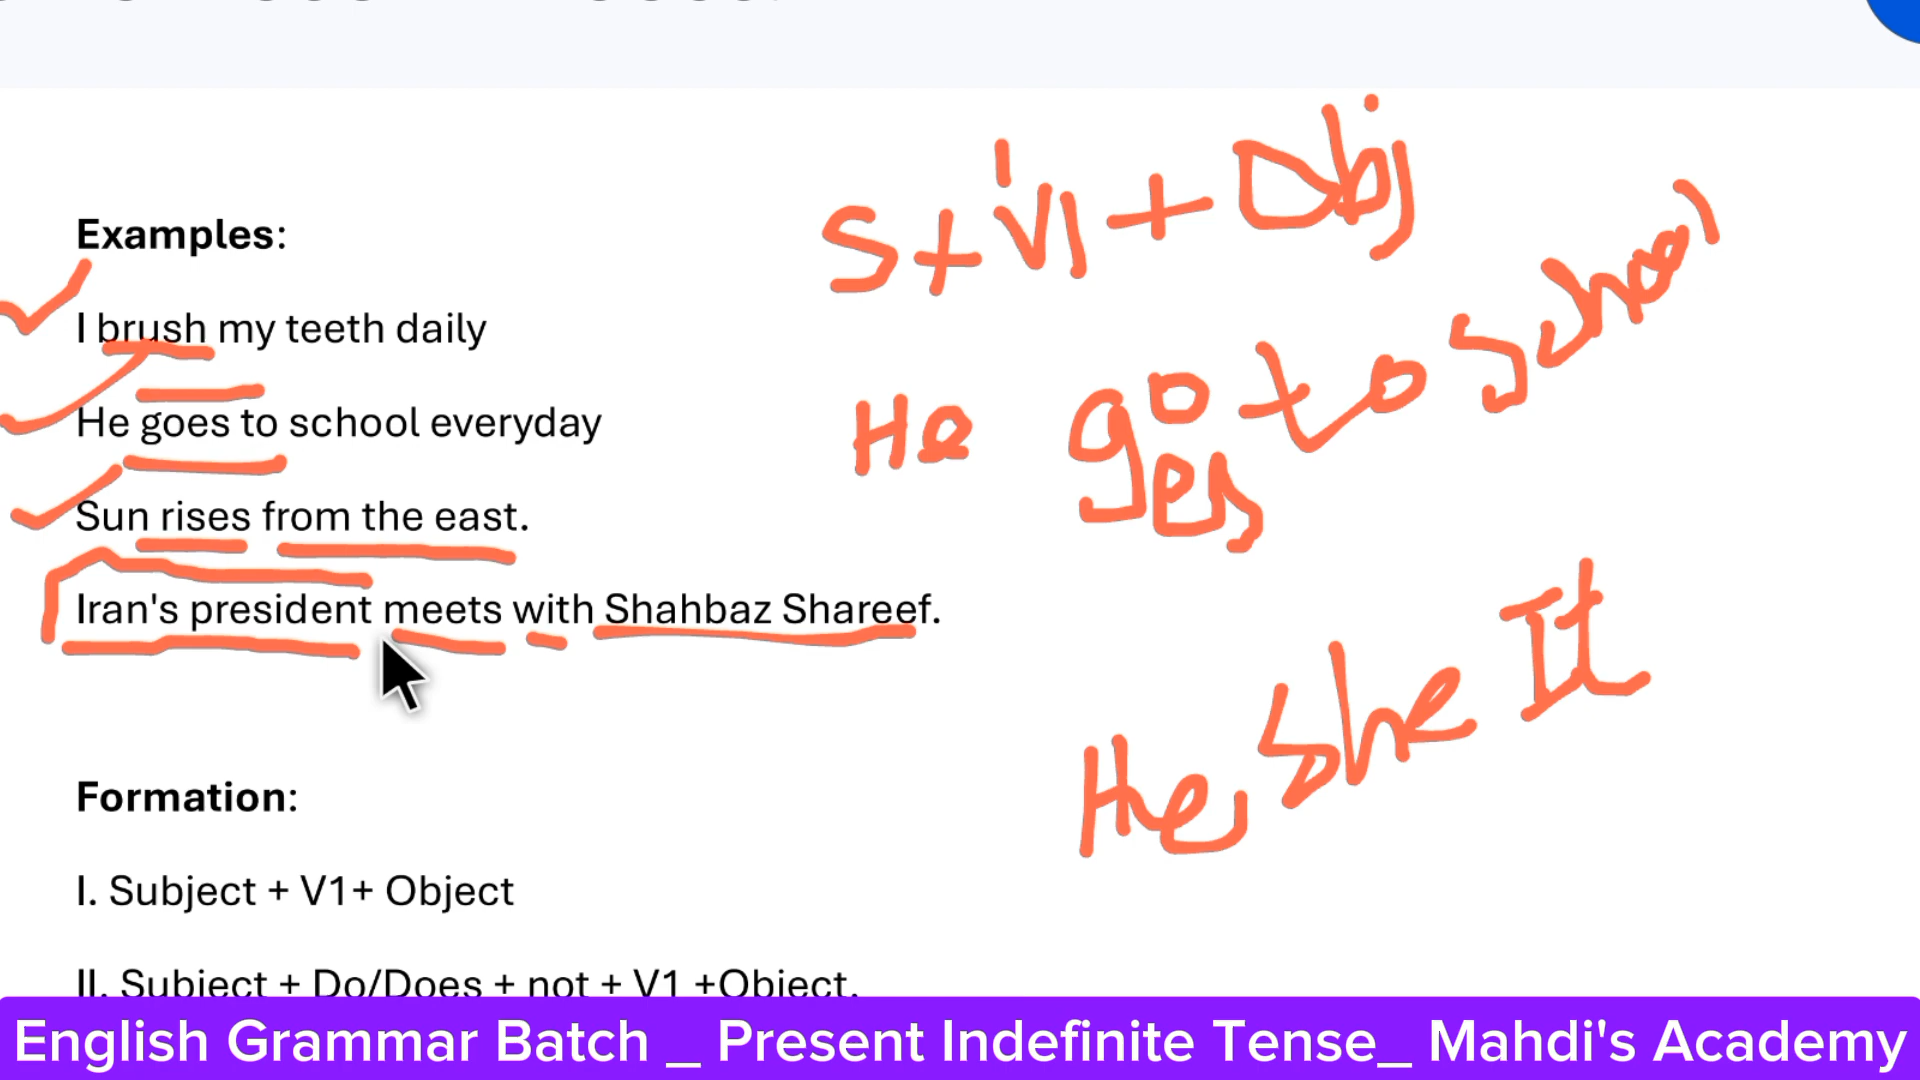 Examples:
S + V1 + Obj
I brush my teeth daily
He goes to school everyday
He go to school
es
Sun rises from the east.
Iran's president meets with Shahbaz Shareef.
He, She It
Formation:
I. Subject + V1+ Object
II. Subject + Do/Does + not + V1 +Object.
English Grammar Batch _ Present Indefinite Tense_ Mahdi's Academy